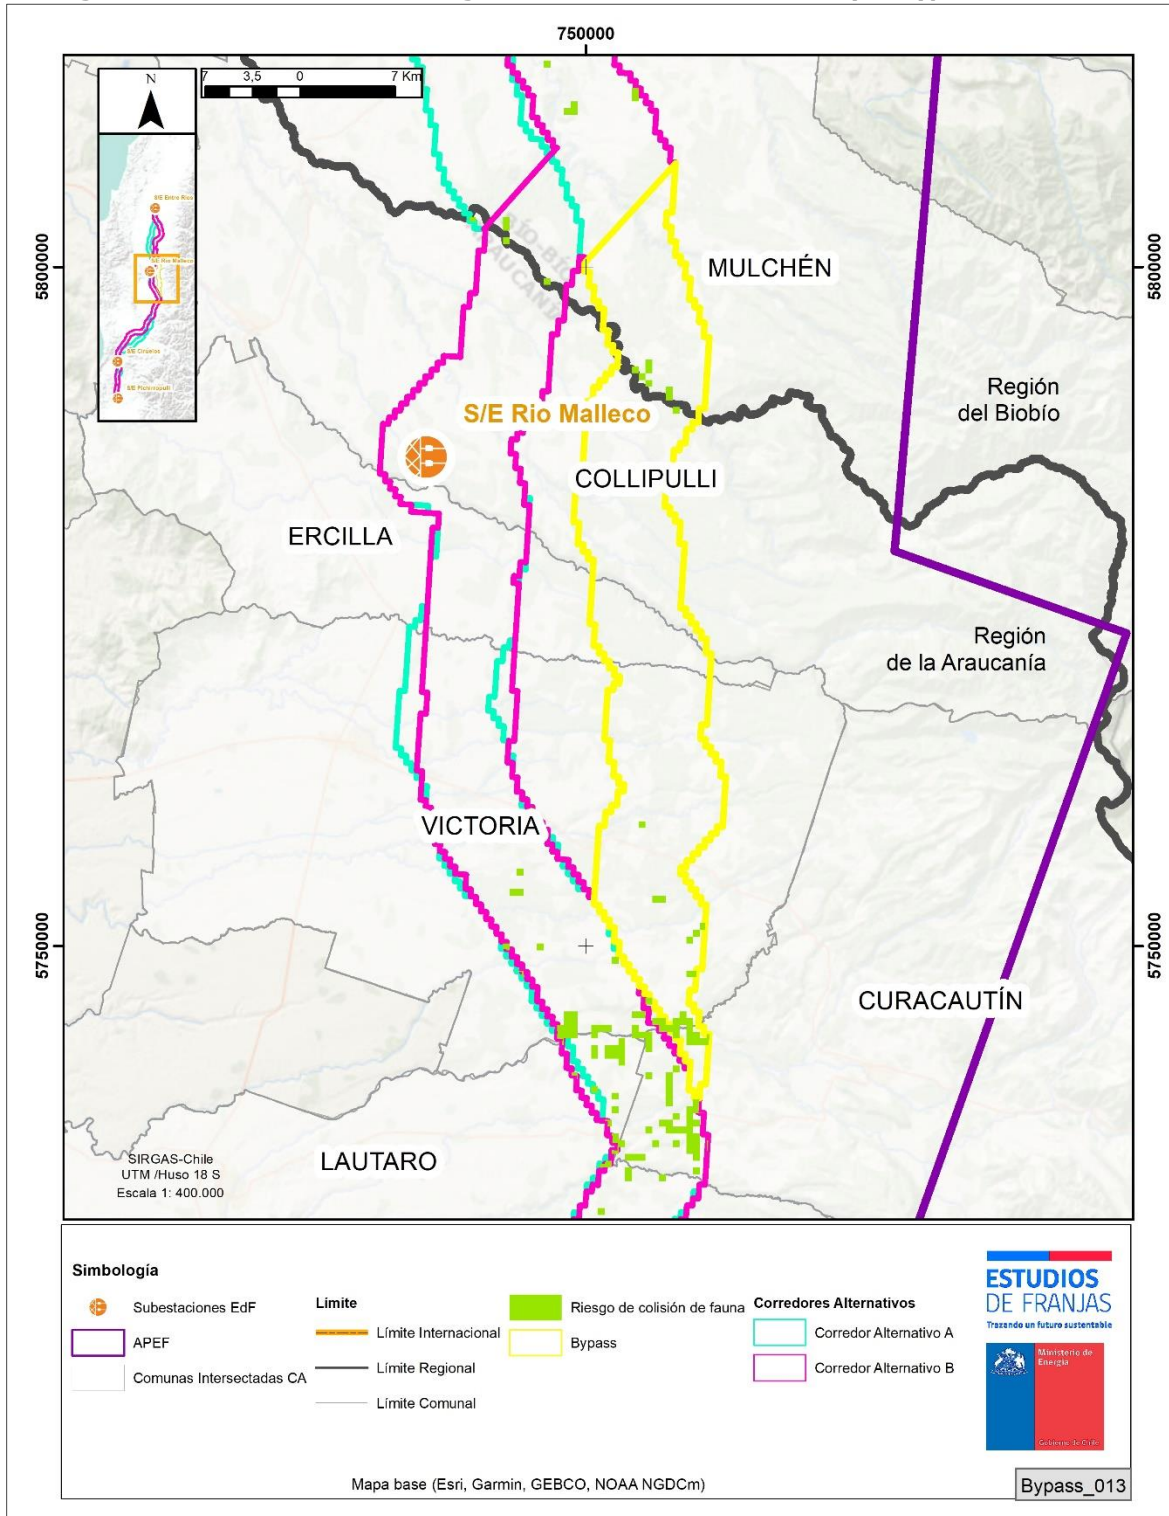 750000
7 3,5 0 7 Km
N
S/E Entre Ríos
S/E Río Malleco
S/E Ciruelos
S/E Pichirropulli
5800000
5800000
MULCHÉN
Región
del Biobío
S/E Rio Malleco
COLLIPULLI
ERCILLA
Región
de la Araucanía
VICTORIA
5750000
5750000
CURACAUTÍN
LAUTARO
SIRGAS-Chile
UTM /Huso 18 S
Escala 1: 400.000
Simbología
Subestaciones EdF
APEF
Comunas Intersectadas CA
Limite
Límite Internacional
Límite Regional
Límite Comunal
Riesgo de colisión de fauna
Bypass
Corredores Alternativos
Corredor Alternativo A
Corredor Alternativo B
ESTUDIOS
DE FRANJAS
Trazando un futuro sustentable
Ministerio de
Energía
Gobierno de Chile
Mapa base (Esri, Garmin, GEBCO, NOAA NGDCm)
Bypass_013